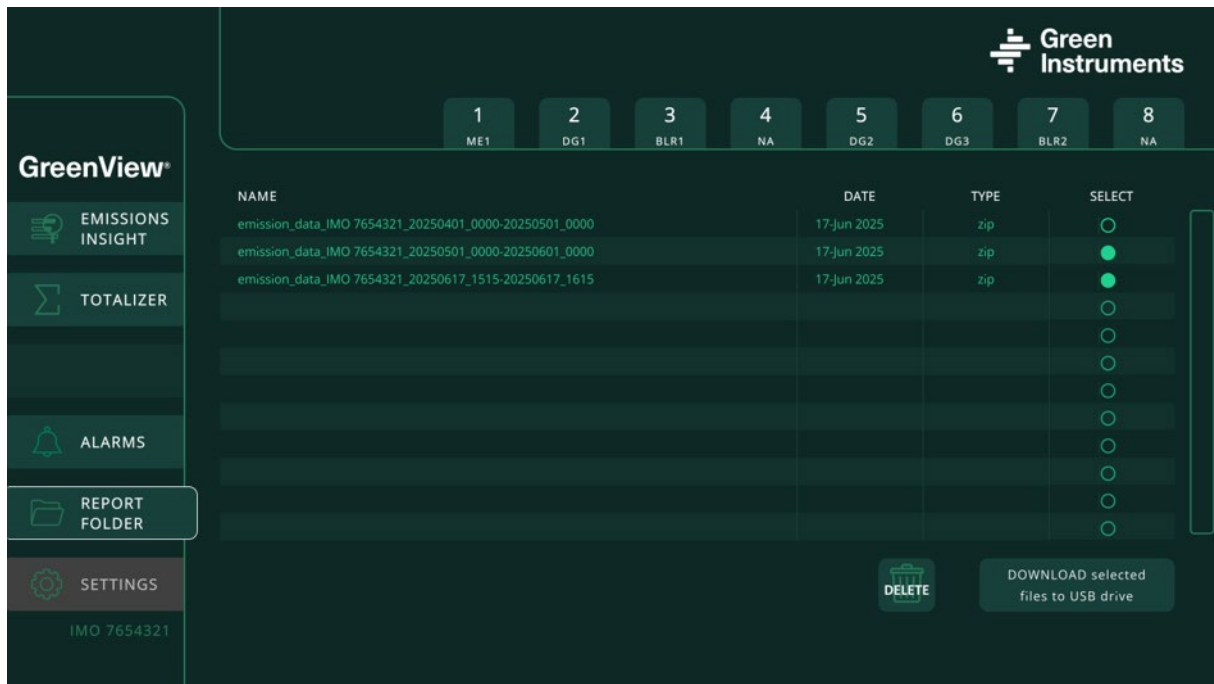 Green
Instruments
1 2 3 4 5 6 7 8
ME1 DG1 BLR1 NA DG2 DG3 BLR2 NA
GreenView®
EMISSIONS
INSIGHT
TOTALIZER
ALARMS
REPORT
FOLDER
SETTINGS
IMO 7654321
NAME DATE TYPE SELECT
emission_data_IMO 7654321_20250401_0000-20250501_0000 17-Jun 2025 zip
emission_data_IMO 7654321_20250501_0000-20250601_0000 17-Jun 2025 zip
emission_data_IMO 7654321_20250617_1515-20250617_1615 17-Jun 2025 zip
DELETE
DOWNLOAD selected
files to USB drive